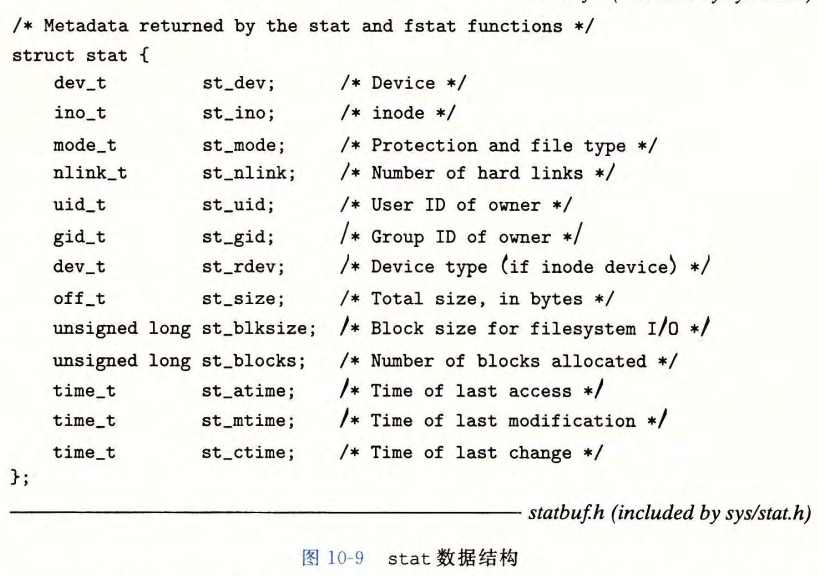 /* Metadata returned by the stat and fstat functions */
struct stat {
    dev_t         st_dev;      /* Device */
    ino_t         st_ino;      /* inode */
    mode_t        st_mode;     /* Protection and file type */
    nlink_t       st_nlink;    /* Number of hard links */
    uid_t         st_uid;      /* User ID of owner */
    gid_t         st_gid;      /* Group ID of owner */
    dev_t         st_rdev;     /* Device type (if inode device) */
    off_t         st_size;     /* Total size, in bytes */
    unsigned long st_blksize;  /* Block size for filesystem I/O */
    unsigned long st_blocks;   /* Number of blocks allocated */
    time_t        st_atime;    /* Time of last access */
    time_t        st_mtime;    /* Time of last modification */
    time_t        st_ctime;    /* Time of last change */
};
statbuf.h (included by sys/stat.h)
图 10-9 stat 数据结构